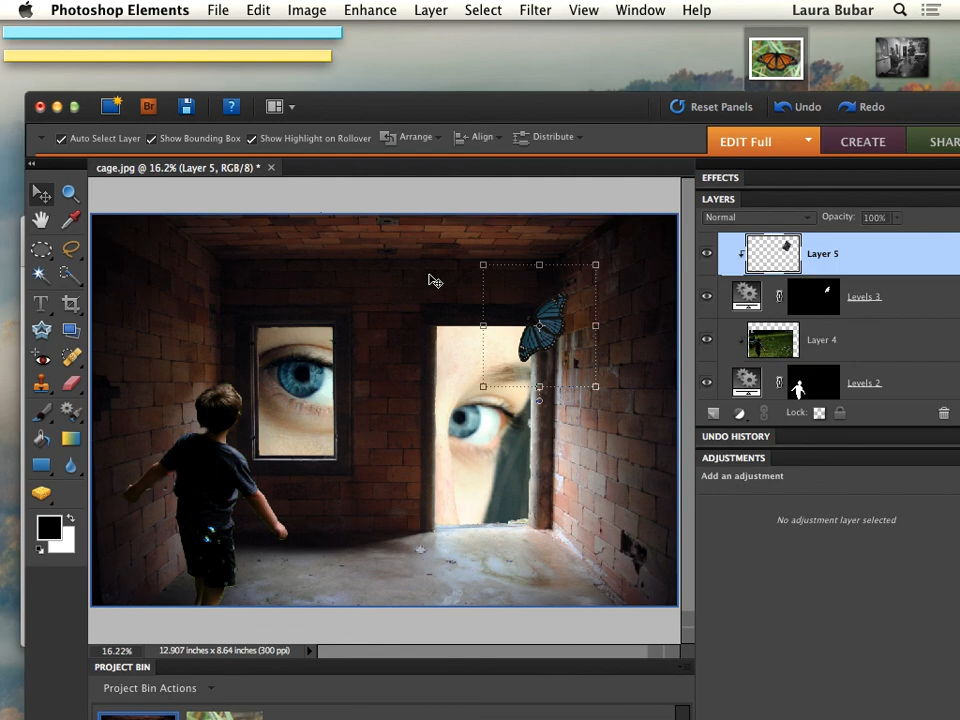 Photoshop Elements File Edit Image Enhance Layer Select Filter View Window Help Laura Bubar
Br ? Reset Panels Undo Redo
Auto Select Layer Show Bounding Box Show Highlight on Rollover Arrange Align Distribute EDIT Full CREATE SHAR
cage.jpg @ 16.2% (Layer 5, RGB/8) * EFFECTS
LAYERS
Normal Opacity: 100%
Layer 5
Levels 3
Layer 4
Levels 2
Lock:
UNDO HISTORY
ADJUSTMENTS
Add an adjustment
No adjustment layer selected
T
16.22% 12.907 inches x 8.64 inches (300 ppi)
PROJECT BIN
Project Bin Actions